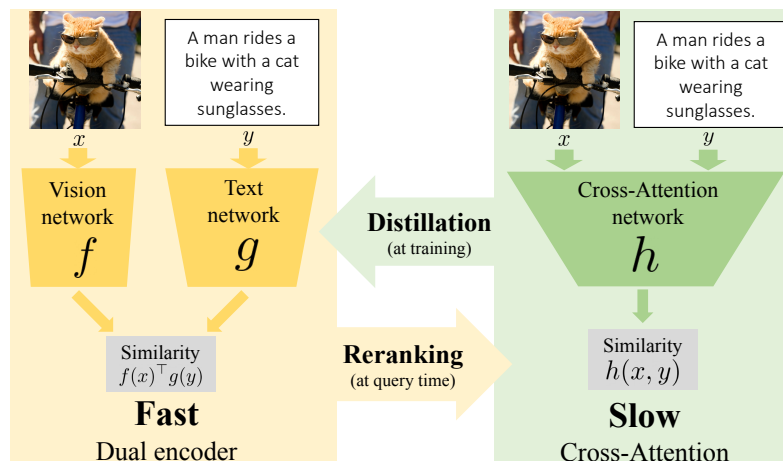 A man rides a
bike with a cat
wearing
sunglasses.
x
y
Vision
network
f
Text
network
g
Similarity
f(x)⊤g(y)
Fast
Dual encoder
Distillation
(at training)
Reranking
(at query time)
A man rides a
bike with a cat
wearing
sunglasses.
x
y
Cross-Attention
network
h
Similarity
h(x, y)
Slow
Cross-Attention